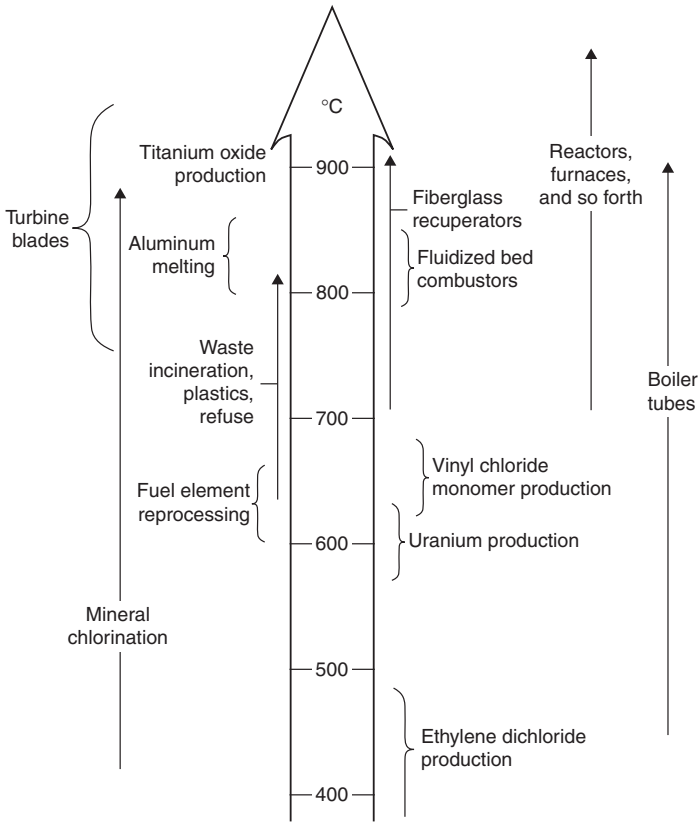 °C
Titanium oxide
production
900
Reactors,
furnaces,
and so forth
Turbine
blades
Aluminum
melting
Fiberglass
recuperators
Fluidized bed
combustors
800
Waste
incineration,
plastics,
refuse
Boiler
tubes
700
Fuel element
reprocessing
Vinyl chloride
monomer production
600
Uranium production
Mineral
chlorination
500
Ethylene dichloride
production
400